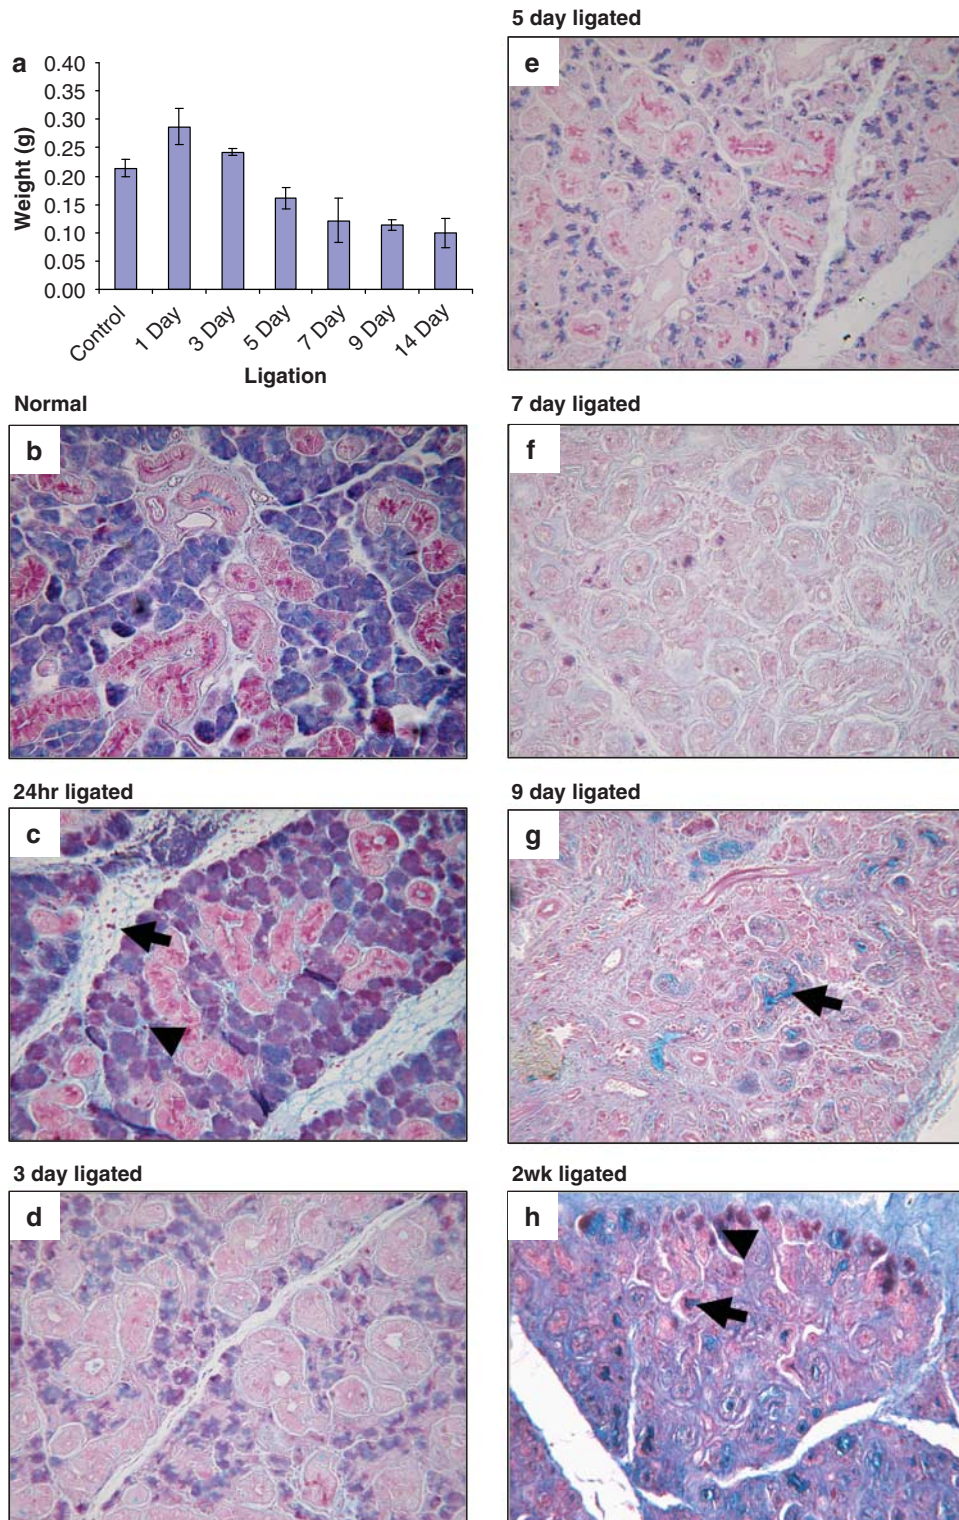 a
0.40
0.35
0.30
0.25
0.20
0.15
0.10
0.05
0.00
Weight (g)
Control
1 Day
3 Day
5 Day
7 Day
9 Day
14 Day
Ligation
Normal
b
24hr ligated
c
3 day ligated
d
5 day ligated
e
7 day ligated
f
9 day ligated
g
2wk ligated
h